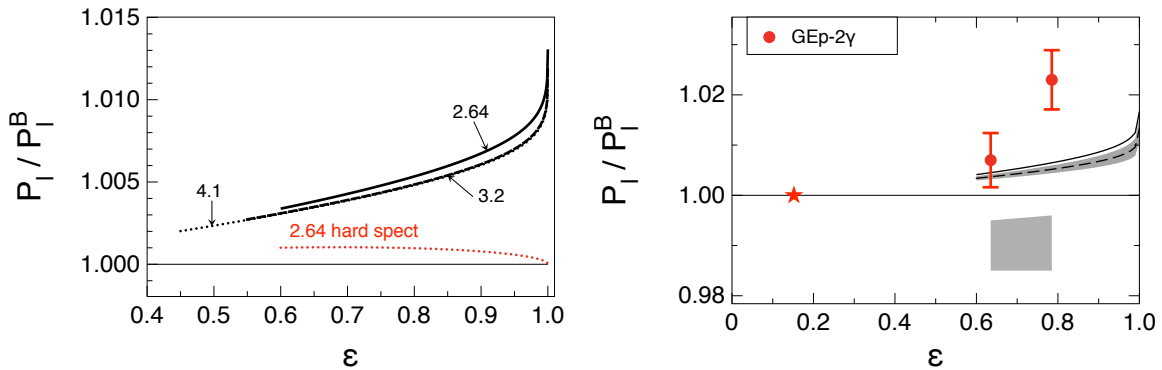 1.015
1.010
1.005
1.000
P_l / P_l^B
2.64
3.2
4.1
2.64 hard spect
0.4 0.5 0.6 0.7 0.8 0.9 1.0
ε
GEp-2γ
1.02
1.00
0.98
P_l / P_l^B
0 0.2 0.4 0.6 0.8 1.0
ε